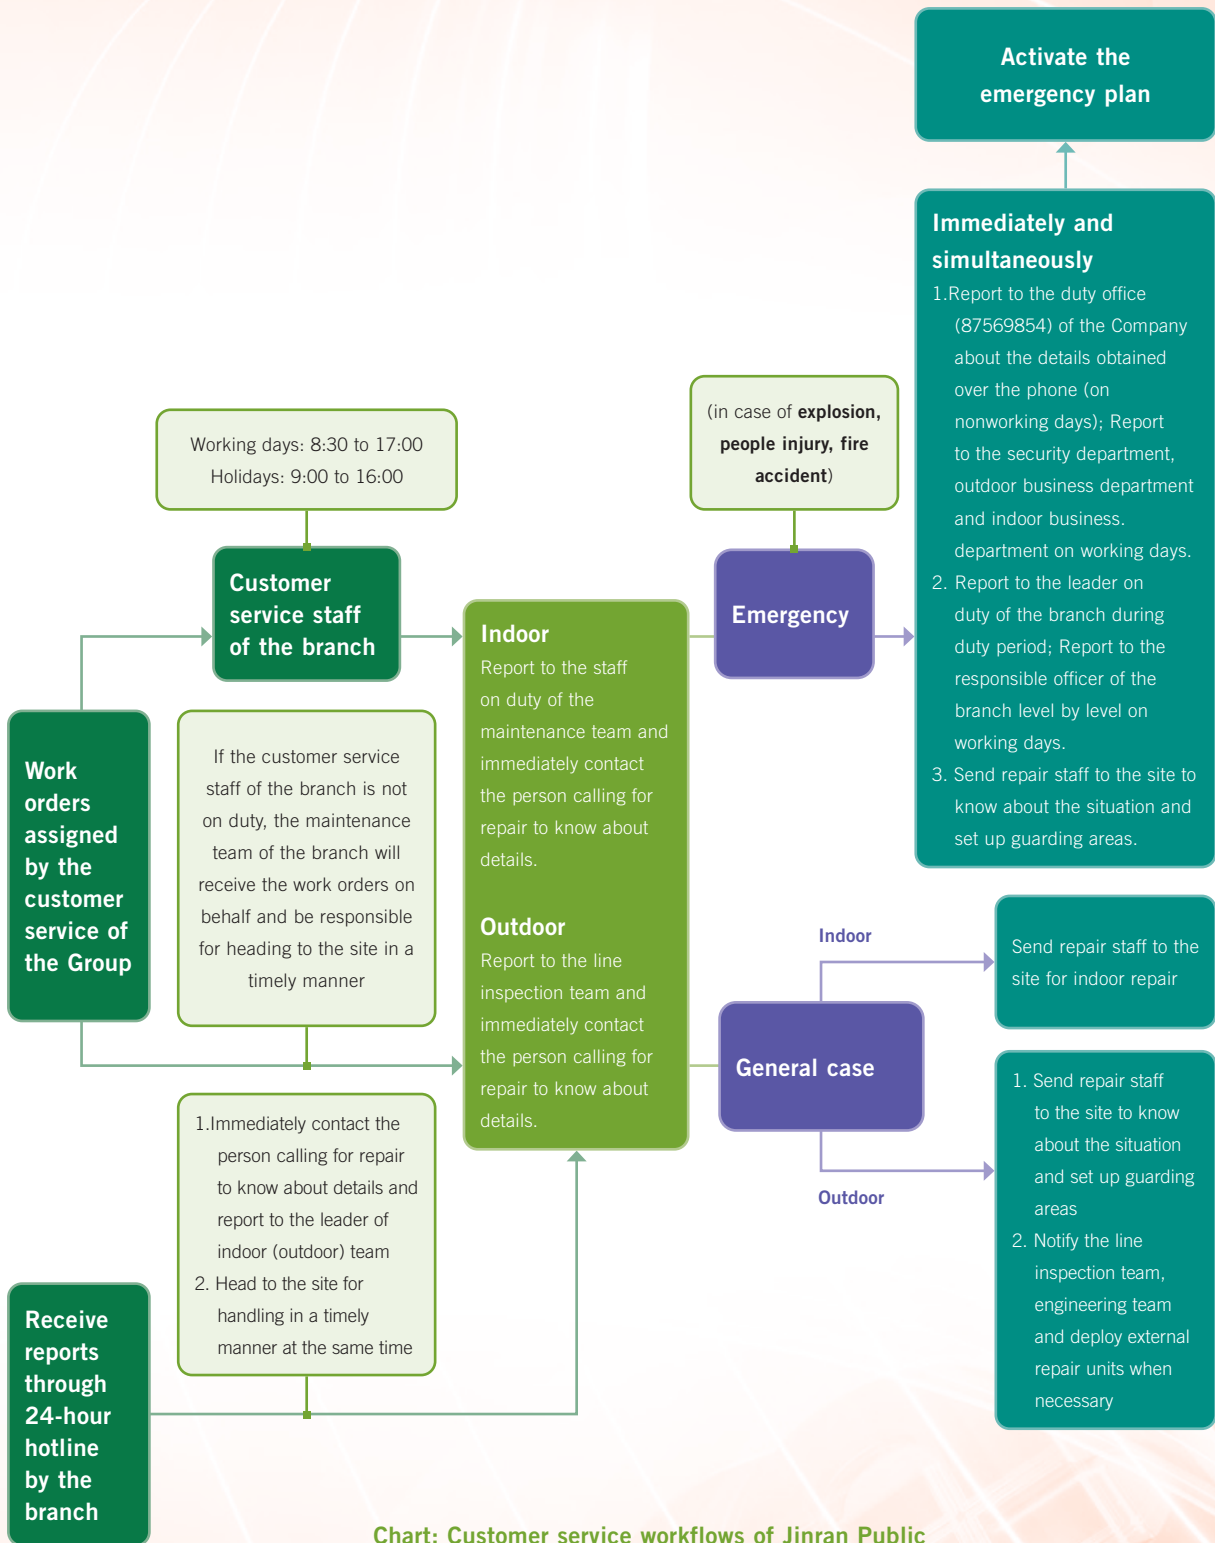 Activate the
emergency plan
Immediately and
simultaneously
1.Report to the duty office
(87569854) of the Company
about the details obtained
over the phone (on
nonworking days); Report
to the security department,
outdoor business department
and indoor business.
department on working days.
2. Report to the leader on
duty of the branch during
duty period; Report to the
responsible officer of the
branch level by level on
working days.
3. Send repair staff to the site to
know about the situation and
set up guarding areas.
(in case of explosion,
people injury, fire
accident)
Working days: 8:30 to 17:00
Holidays: 9:00 to 16:00
Customer
service staff
of the branch
Emergency
Indoor
Report to the staff
on duty of the
maintenance team and
immediately contact
the person calling for
repair to know about
details.
Outdoor
Report to the line
inspection team and
immediately contact
the person calling for
repair to know about
details.
Work
orders
assigned
by the
customer
service of
the Group
If the customer service
staff of the branch is not
on duty, the maintenance
team of the branch will
receive the work orders on
behalf and be responsible
for heading to the site in a
timely manner
Indoor
Send repair staff to the
site for indoor repair
General case
Outdoor
1. Send repair staff
to the site to know
about the situation
and set up guarding
areas
2. Notify the line
inspection team,
engineering team
and deploy external
repair units when
necessary
1.Immediately contact the
person calling for repair
to know about details and
report to the leader of
indoor (outdoor) team
2. Head to the site for
handling in a timely
manner at the same time
Receive
reports
through
24-hour
hotline
by the
branch
Chart: Customer service workflows of Jinran Public